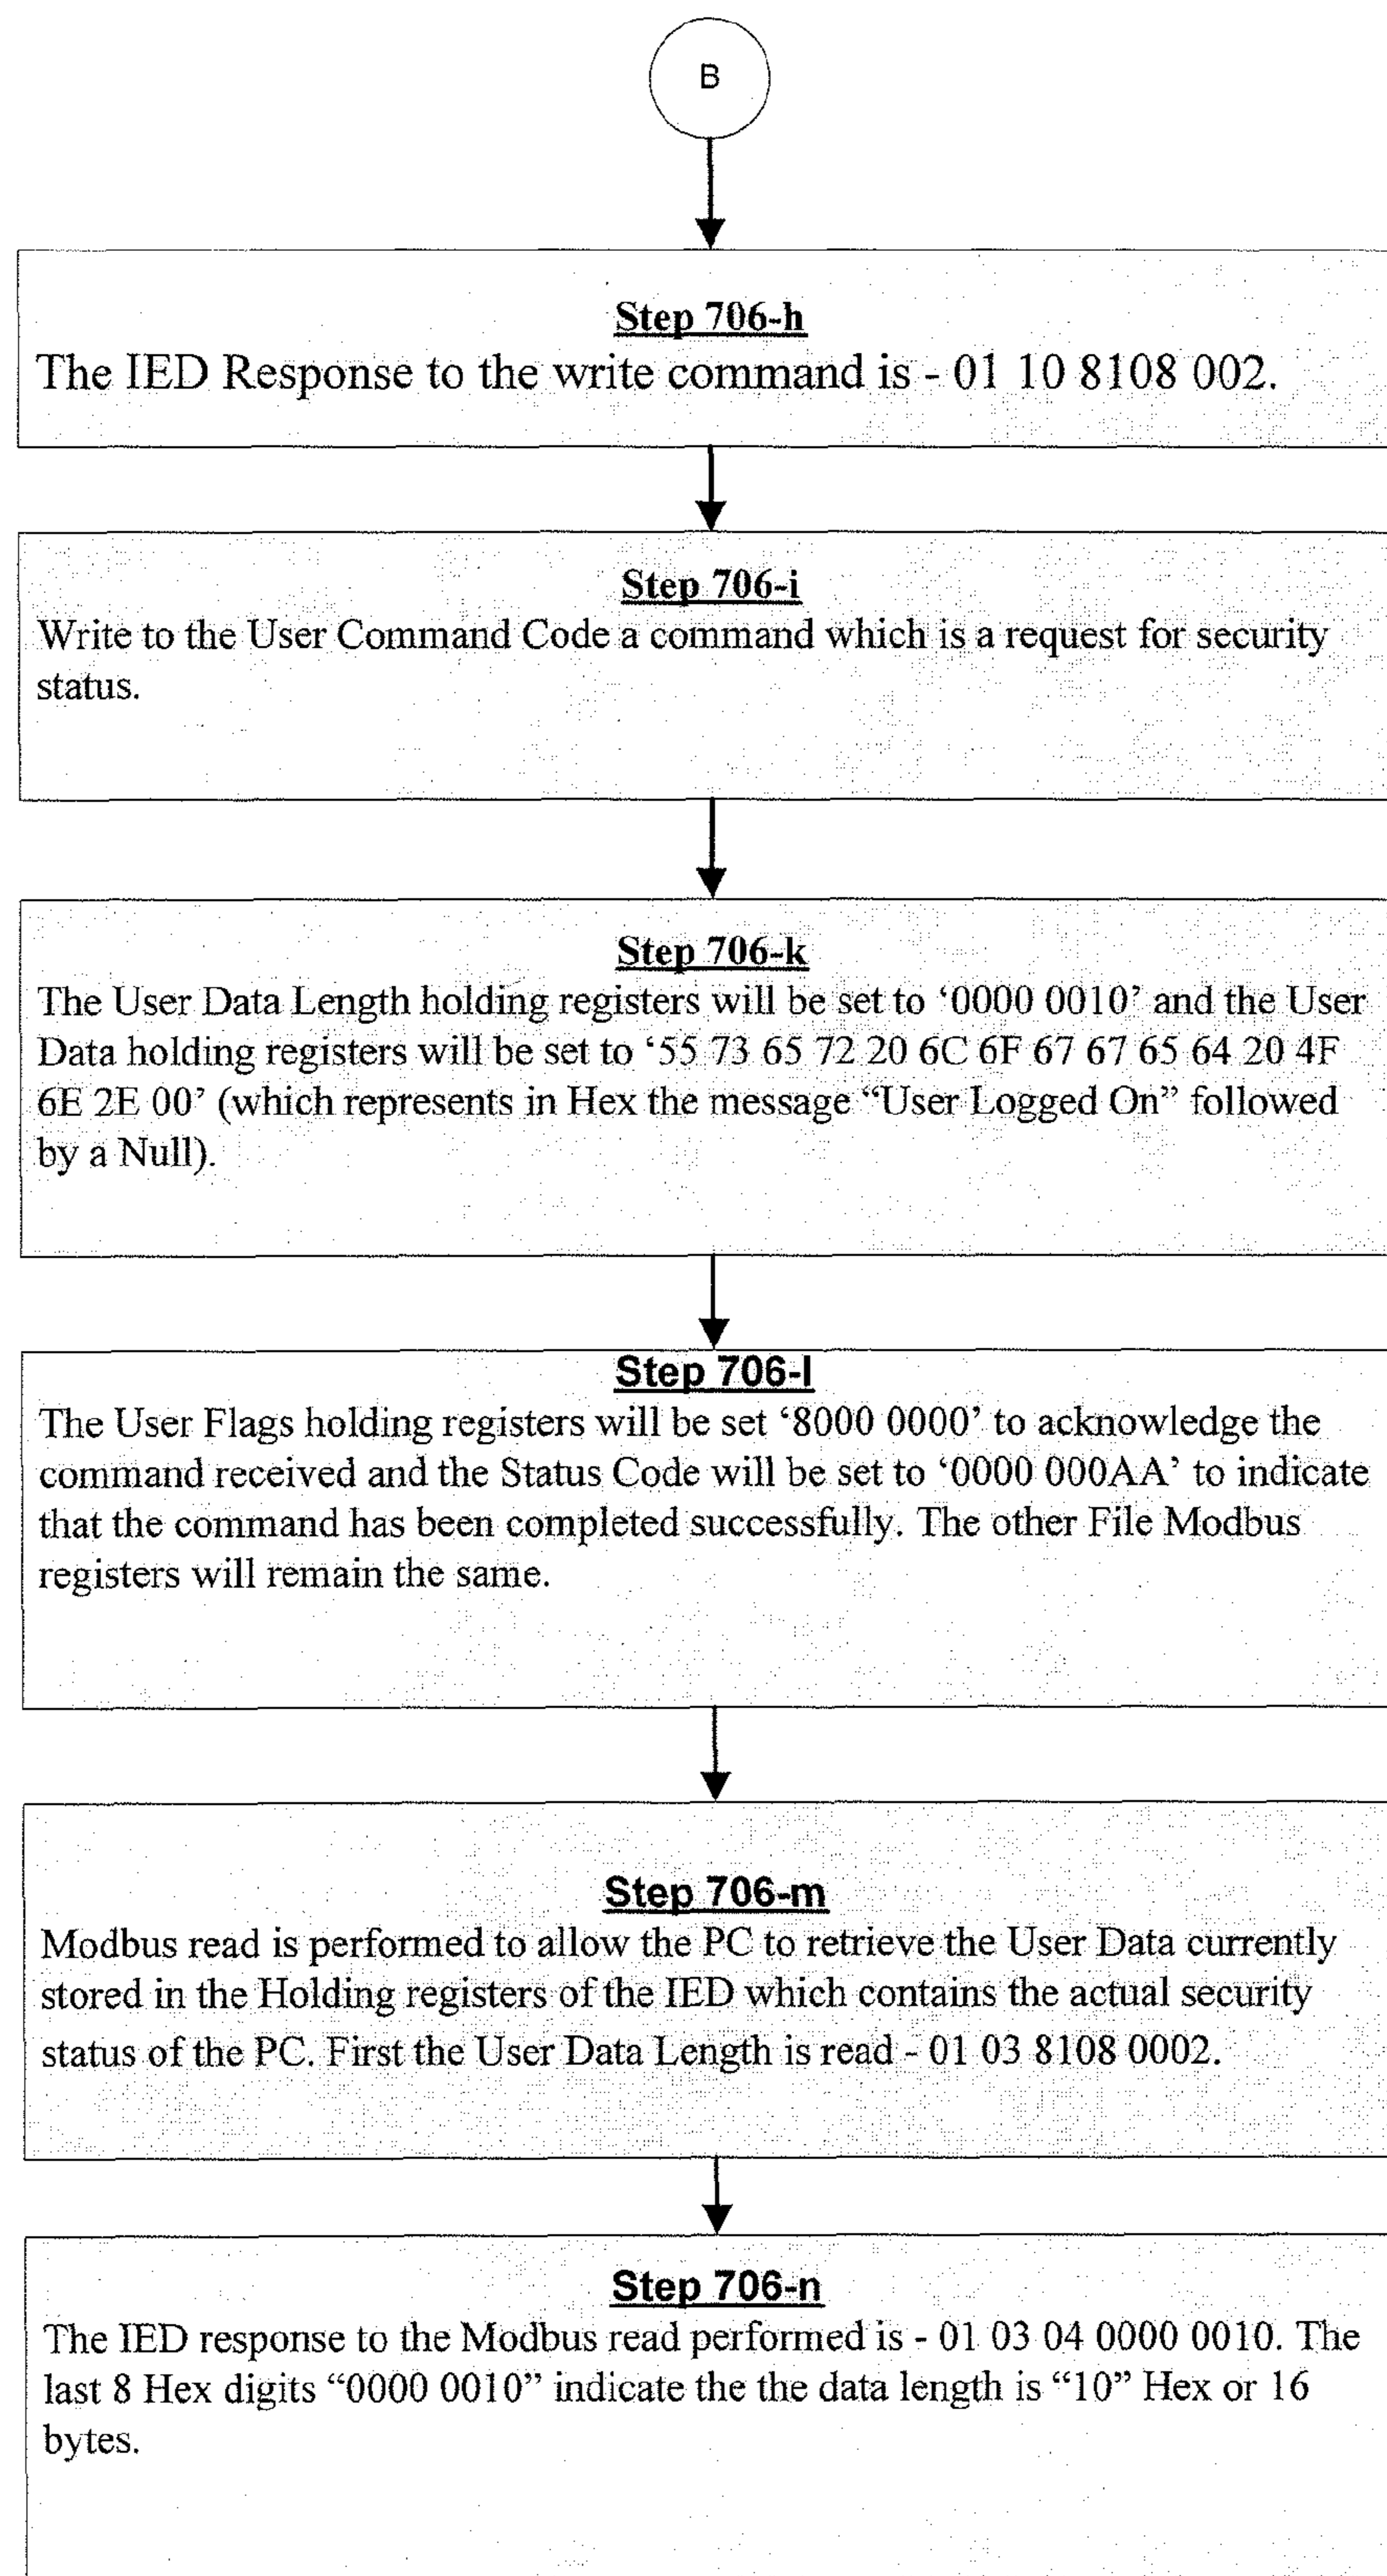 B
Step 706-h
The IED Response to the write command is - 01 10 8108 002.
Step 706-i
Write to the User Command Code a command which is a request for security
status.
Step 706-k
The User Data Length holding registers will be set to ‘0000 0010’ and the User
Data holding registers will be set to ‘55 73 65 72 20 6C 6F 67 67 65 64 20 4F
6E 2E 00’ (which represents in Hex the message “User Logged On” followed
by a Null).
Step 706-l
The User Flags holding registers will be set ‘8000 0000’ to acknowledge the
command received and the Status Code will be set to ‘0000 000AA’ to indicate
that the command has been completed successfully. The other File Modbus
registers will remain the same.
Step 706-m
Modbus read is performed to allow the PC to retrieve the User Data currently
stored in the Holding registers of the IED which contains the actual security
status of the PC. First the User Data Length is read - 01 03 8108 0002.
Step 706-n
The IED response to the Modbus read performed is - 01 03 04 0000 0010. The
last 8 Hex digits “0000 0010” indicate the the data length is “10” Hex or 16
bytes.